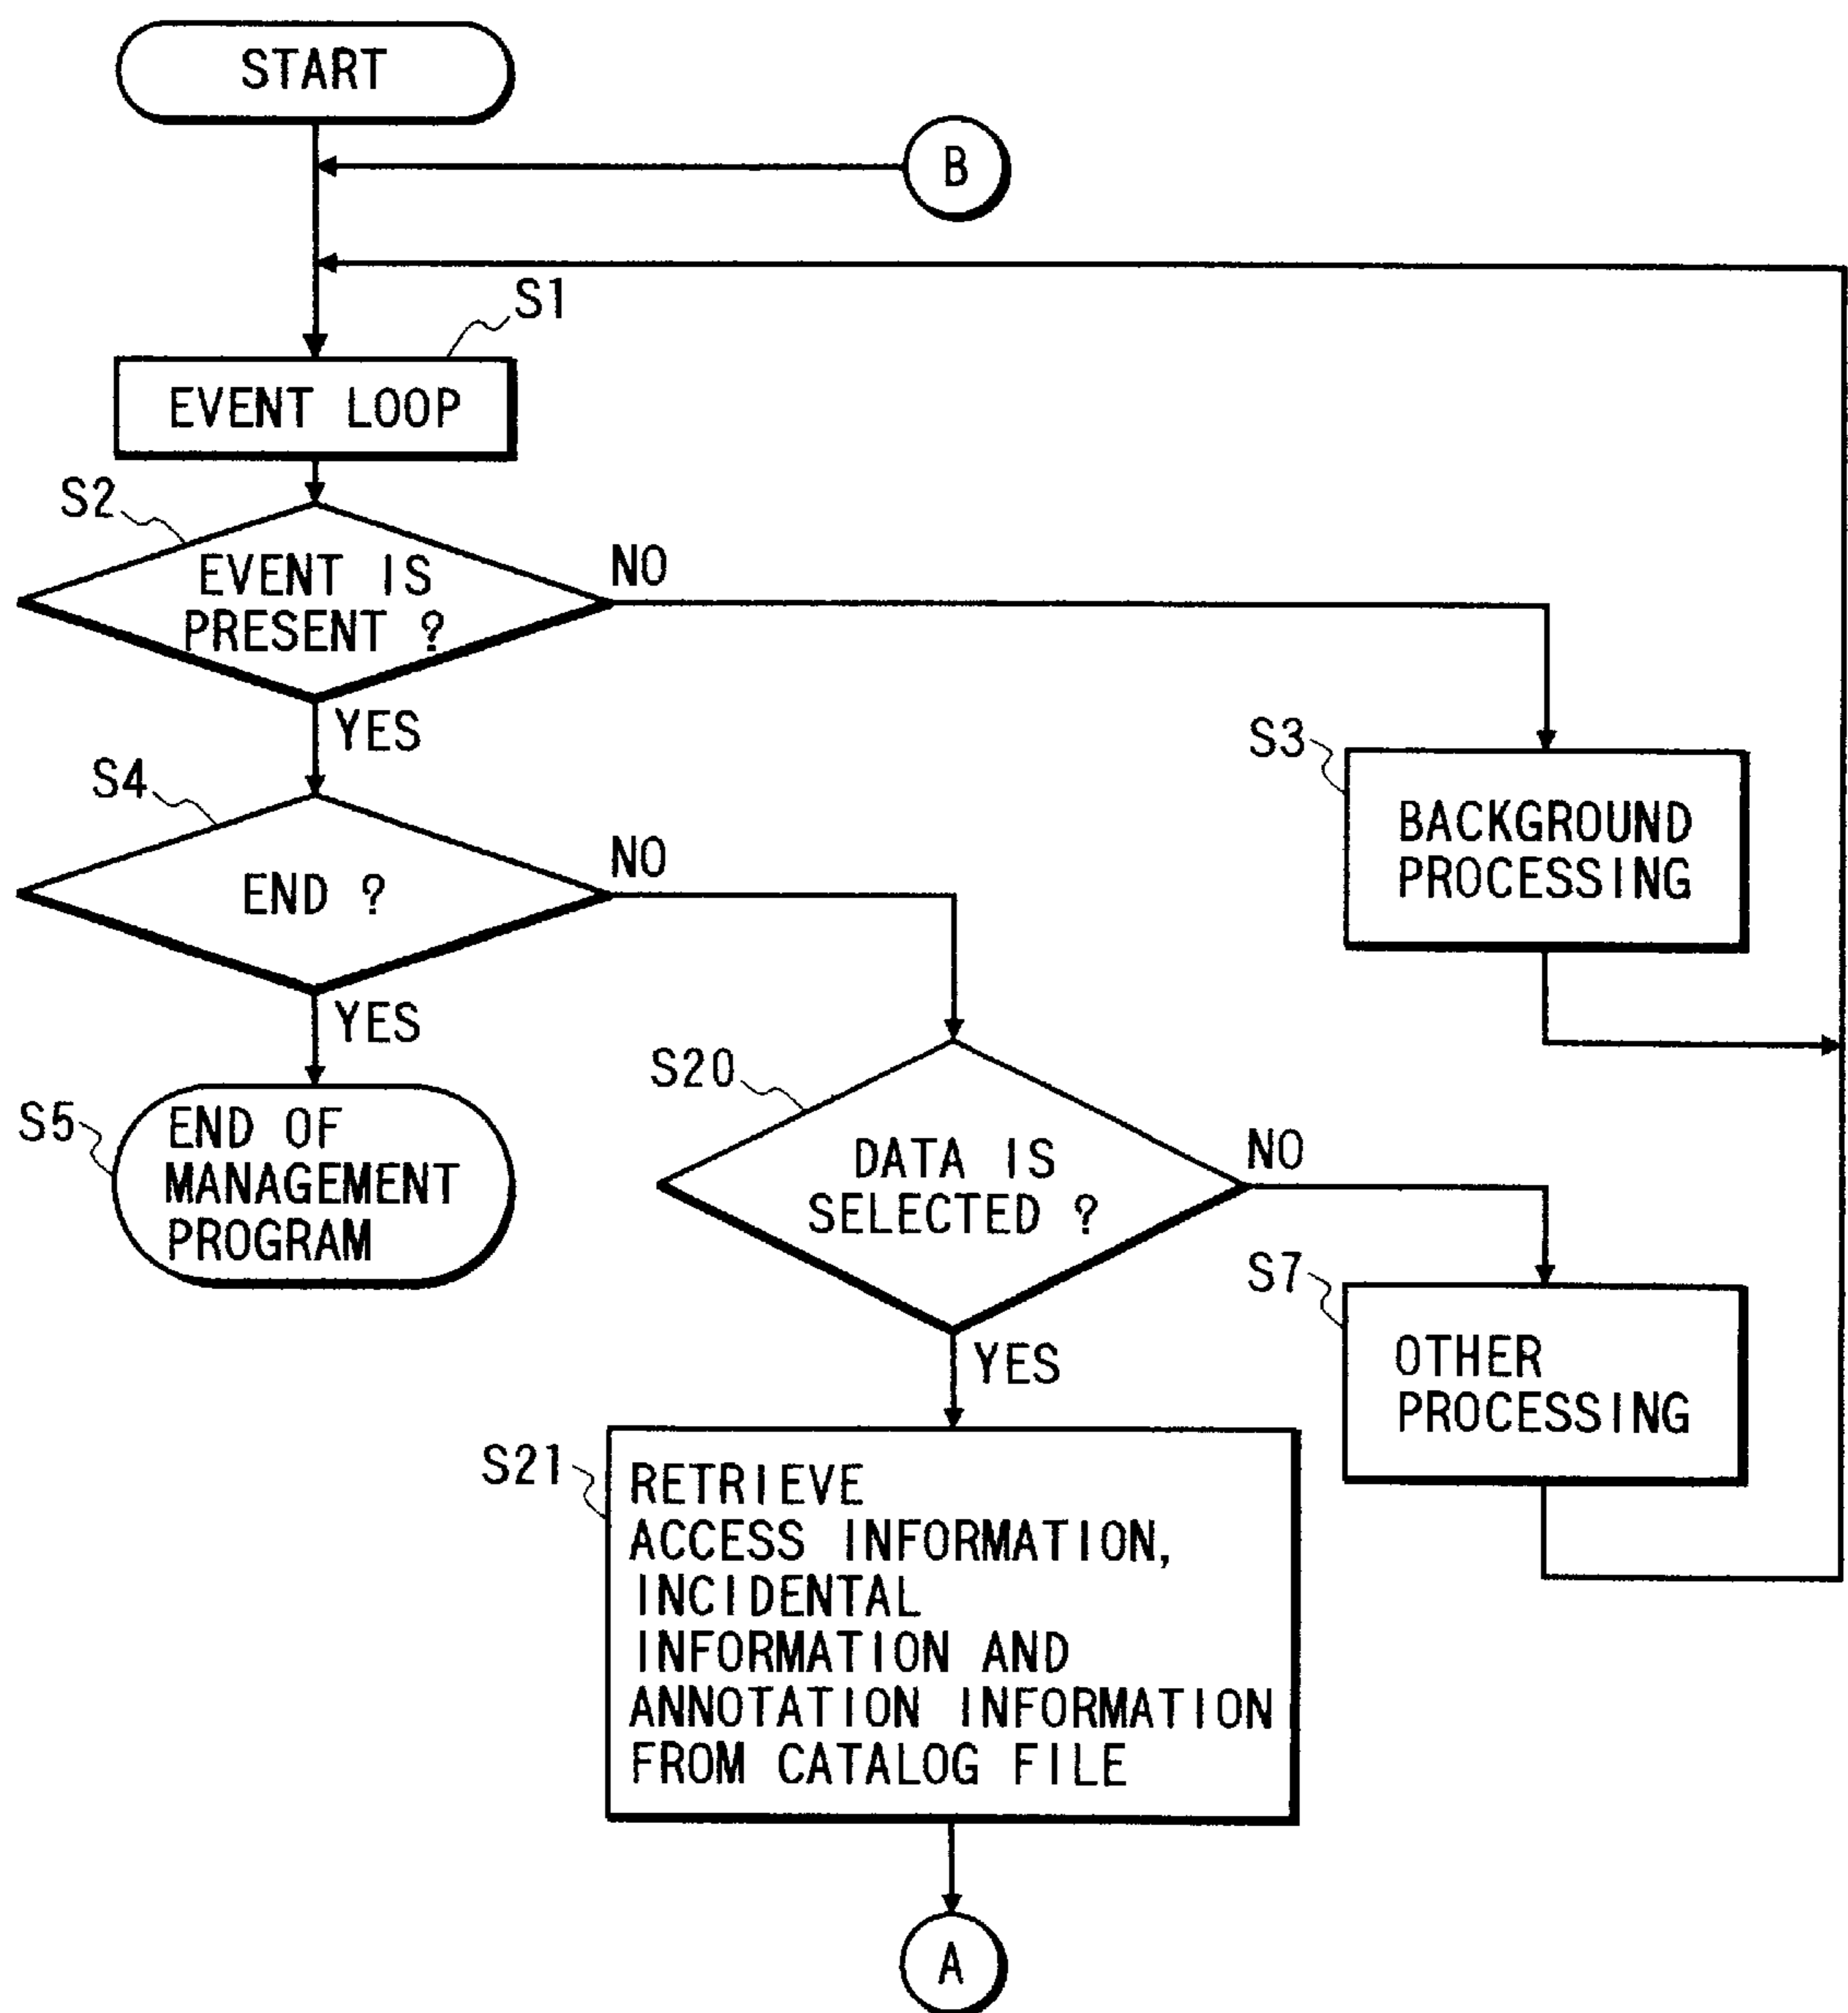 START
B
S1
EVENT LOOP
S2
EVENT IS
PRESENT ?
NO
YES
S3
BACKGROUND
PROCESSING
S4
END ?
NO
YES
S5
END OF
MANAGEMENT
PROGRAM
S20
DATA IS
SELECTED ?
NO
YES
S7
OTHER
PROCESSING
S21
RETRIEVE
ACCESS INFORMATION,
INCIDENTAL
INFORMATION AND
ANNOTATION INFORMATION
FROM CATALOG FILE
A